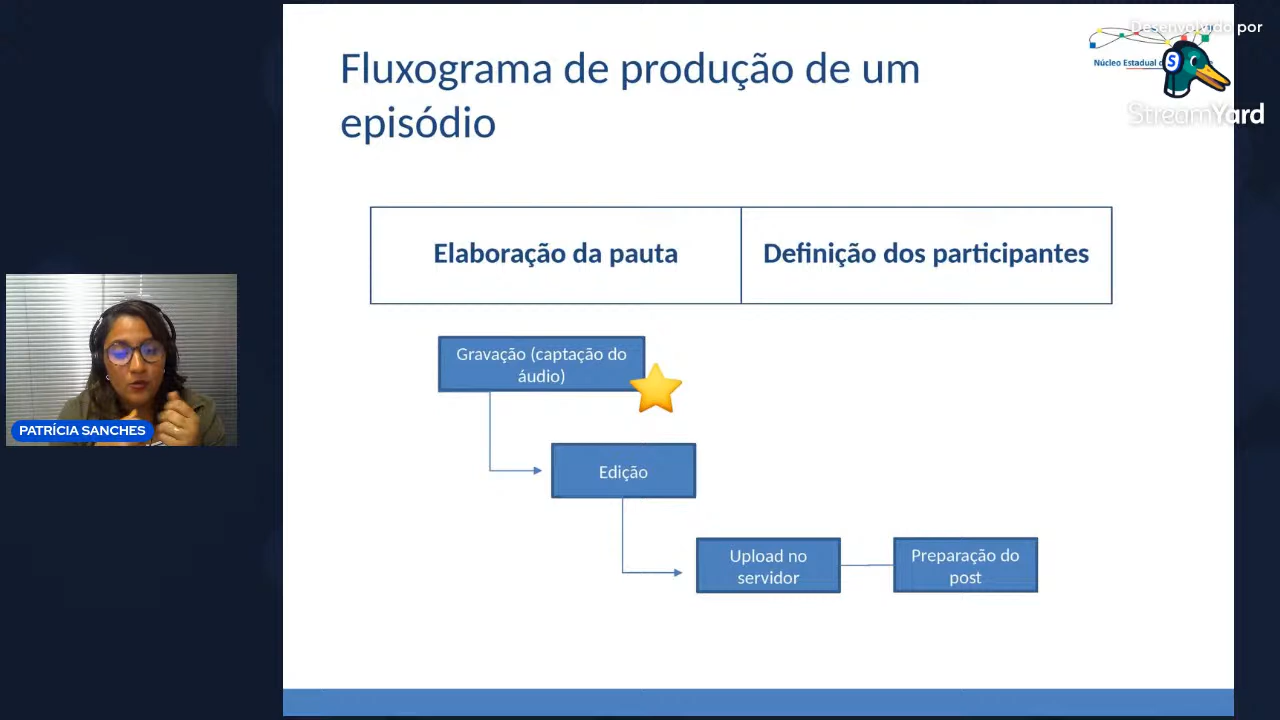 Desenvolvido por
StreamYard
Núcleo Estadual
Fluxograma de produção de um
episódio
Elaboração da pauta
Definição dos participantes
Gravação (captação do
áudio)
Edição
Upload no
servidor
Preparação do
post
PATRÍCIA SANCHES